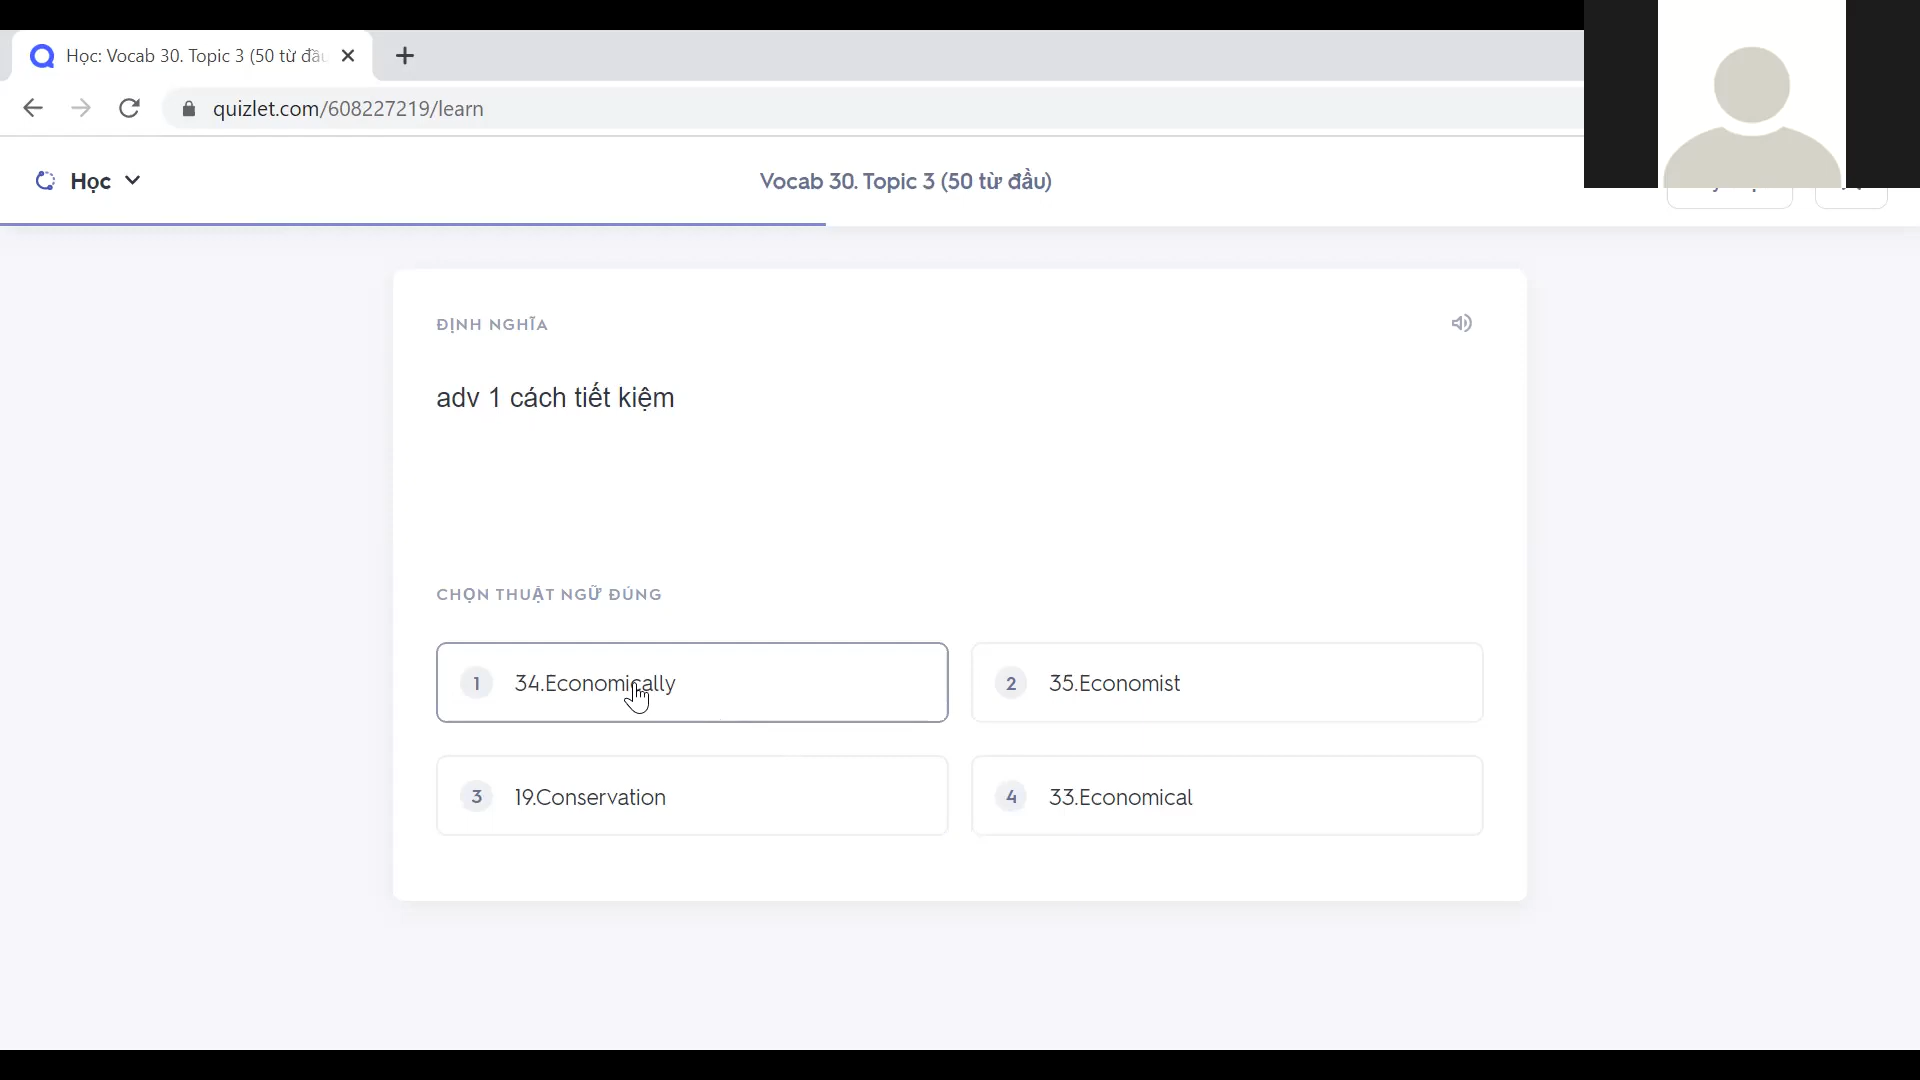 Học: Vocab 30. Topic 3 (50 từ đầu
quizlet.com/608227219/learn
Học
Vocab 30. Topic 3 (50 từ đầu)
ĐỊNH NGHĨA
adv 1 cách tiết kiệm
CHỌN THUẬT NGỮ ĐÚNG
1 34.Economically
2 35.Economist
3 19.Conservation
4 33.Economical